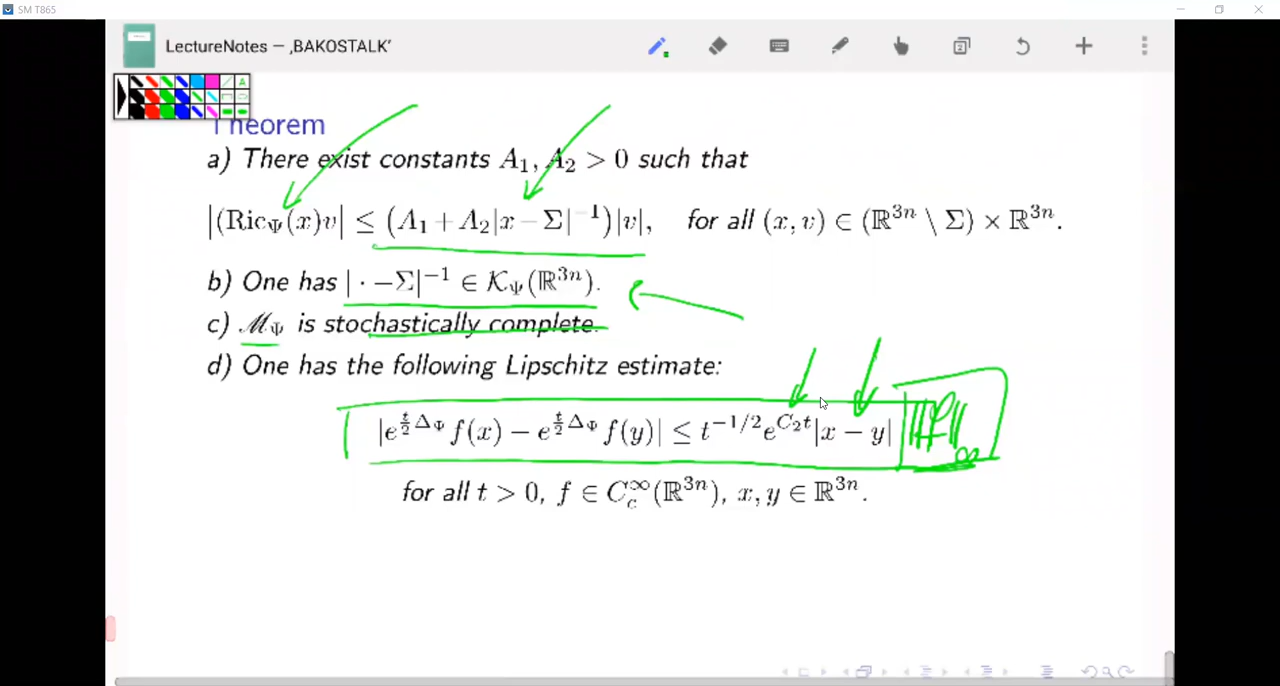 SM T865
LectureNotes – ‚BAKOSTALK‘
Theorem
a) There exist constants A₁, A₂ > 0 such that
|(Ric_Ψ(x)v| ≤ (A₁ + A₂|x − Σ|⁻¹)|v|, for all (x, v) ∈ (ℝ³ⁿ \ Σ) × ℝ³ⁿ.
b) One has | · −Σ|⁻¹ ∈ 𝒦_Ψ(ℝ³ⁿ).
c) ℳ_Ψ is stochastically complete.
d) One has the following Lipschitz estimate:
|e^{t/2 Δ_Ψ} f(x) − e^{t/2 Δ_Ψ} f(y)| ≤ t^{−1/2} e^{C₂t} |x − y| ‖f‖_∞
for all t > 0, f ∈ C_c^∞(ℝ³ⁿ), x, y ∈ ℝ³ⁿ.